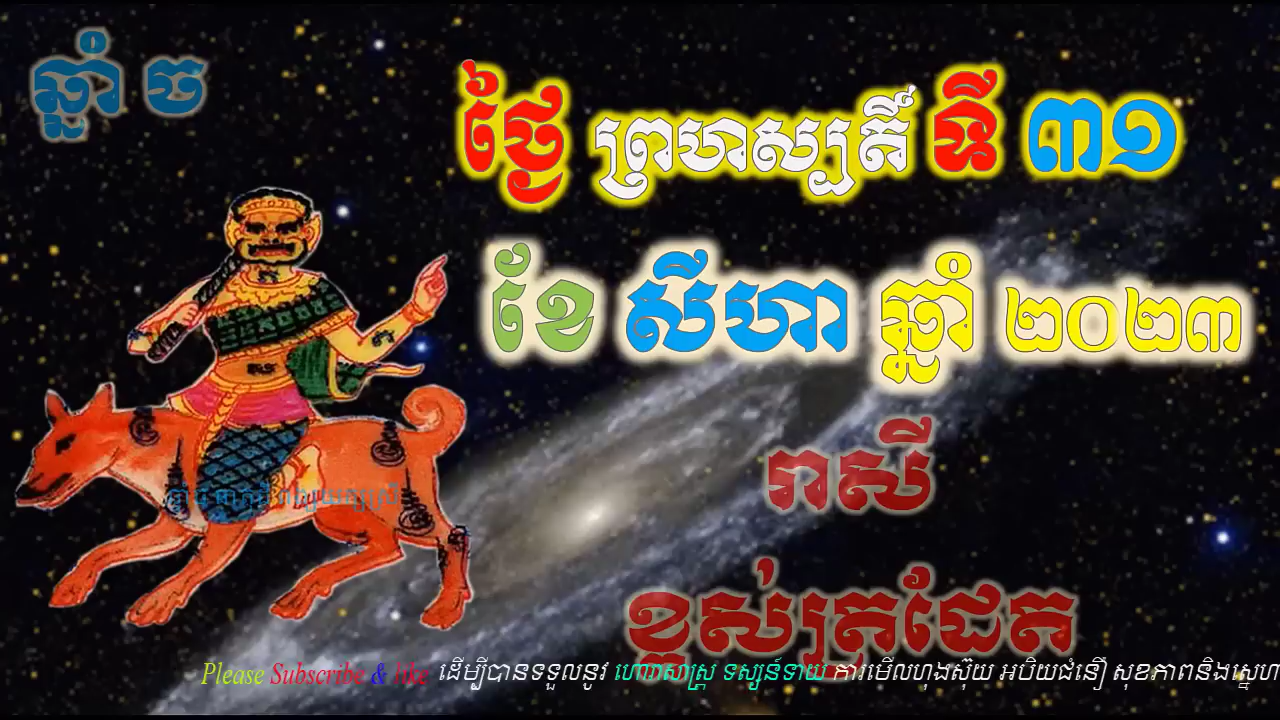 ឆ្នាំ ច
ថ្ងៃ ព្រហស្បតិ៍ ទី ៣១
ខែ សីហា ឆ្នាំ ២០២៣
រាសី
ខ្ពស់ត្រដែត
Please Subscribe & like ដើម្បីបានទទួលនូវ ហោរាសាស្ត្រ ទស្សន៍ទាយ ការមើលហុងស៊ុយ អបិយជំនឿ សុខភាពនិងស្នេហ